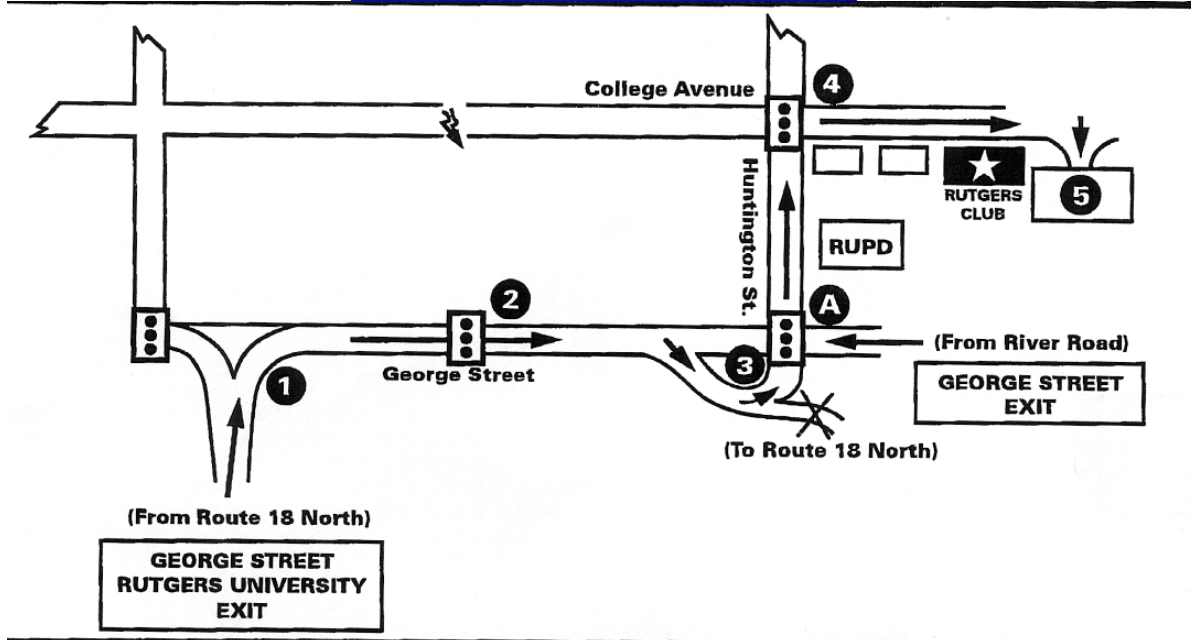 College Avenue
4
Huntington St.
RUTGERS
CLUB
5
RUPD
2
A
George Street
1
3
(From River Road)
GEORGE STREET
EXIT
(To Route 18 North)
(From Route 18 North)
GEORGE STREET
RUTGERS UNIVERSITY
EXIT